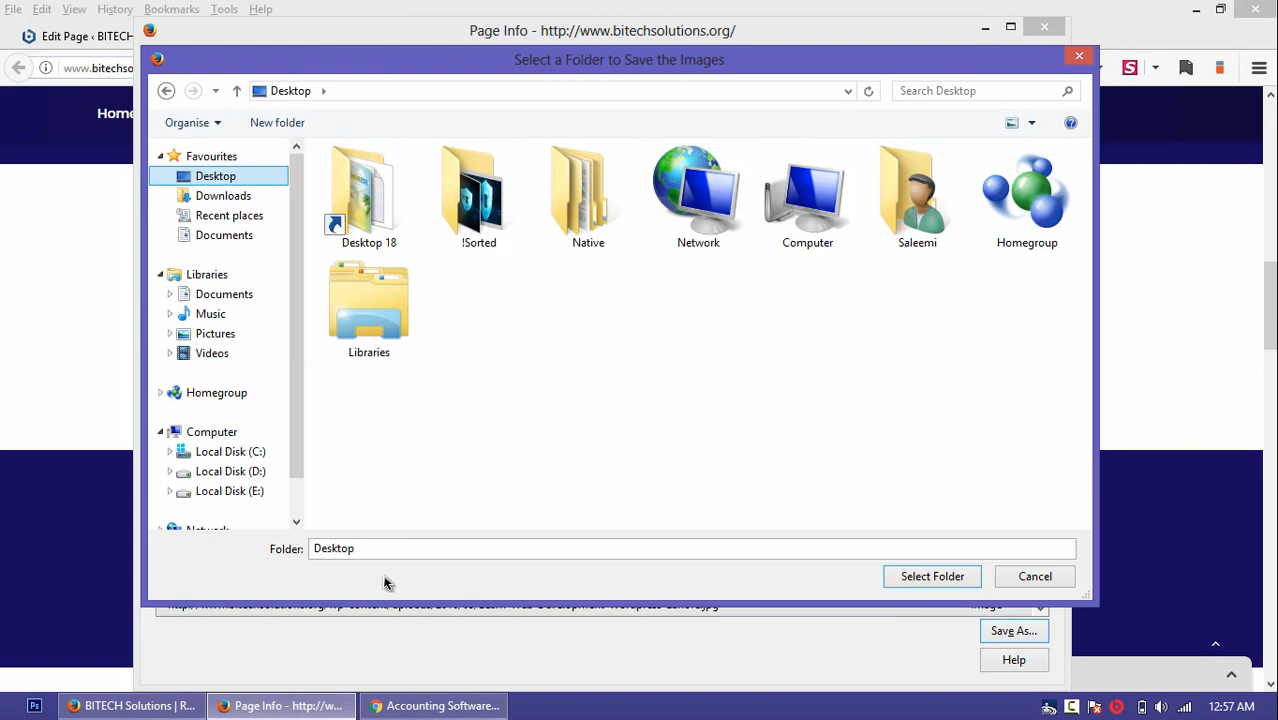 File Edit View History Bookmarks Tools Help
Page Info - http://www.bitechsolutions.org/
Edit Page ‹ BITECH
Select a Folder to Save the Images
www.bitechso
Desktop
Search Desktop
Home
Organise New folder
Favourites
Desktop
Downloads
Recent places
Documents
Libraries
Documents
Music
Pictures
Videos
Homegroup
Computer
Local Disk (C:)
Local Disk (D:)
Local Disk (E:)
Network
Desktop 18 !Sorted Native Network Computer Saleemi Homegroup
Libraries
Folder: Desktop
Select Folder Cancel
Save As...
Help
Ps BITECH Solutions | R... Page Info - http://w... Accounting Software... 12:57 AM